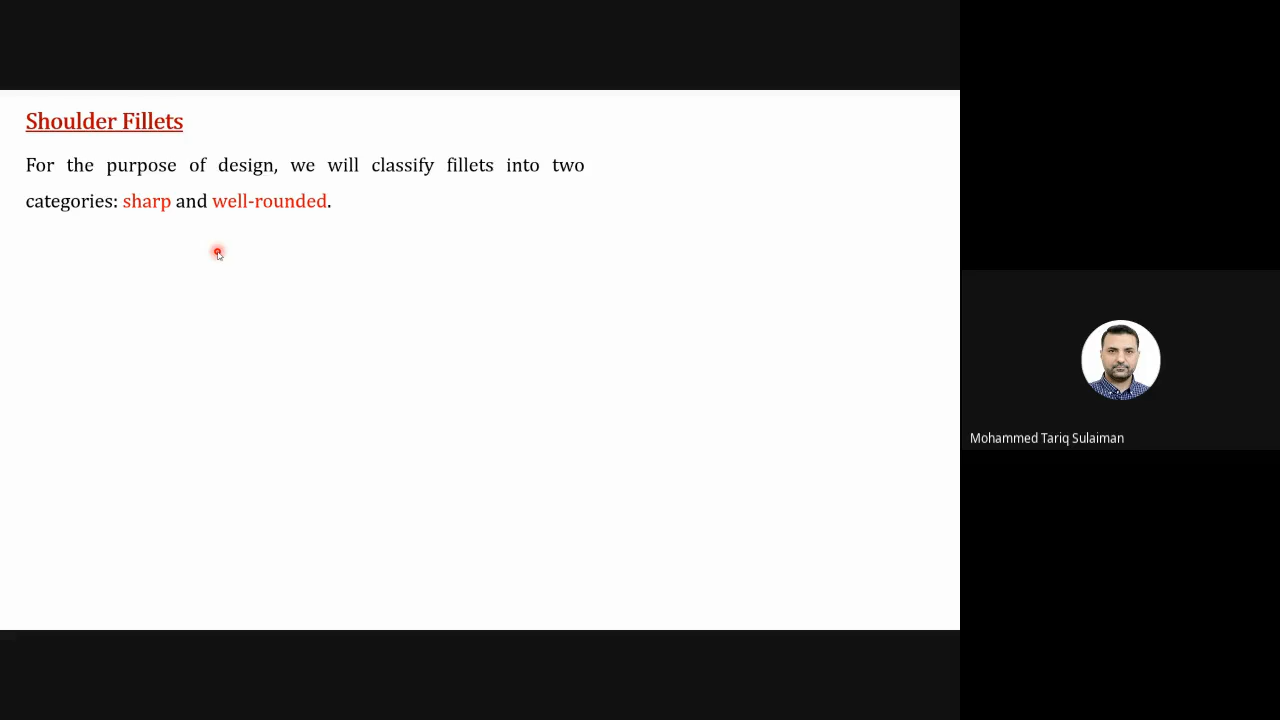 Shoulder Fillets
For the purpose of design, we will classify fillets into two
categories: sharp and well-rounded.
Mohammed Tariq Sulaiman